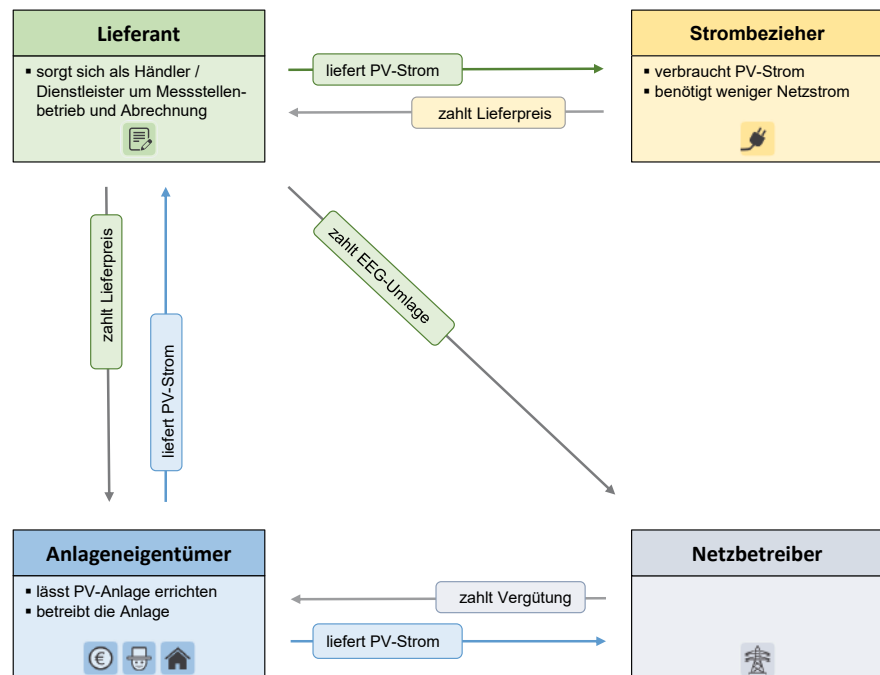 Lieferant
▪ sorgt sich als Händler /
Dienstleister um Messstellen-
betrieb und Abrechnung
liefert PV-Strom
zahlt Lieferpreis
Strombezieher
▪ verbraucht PV-Strom
▪ benötigt weniger Netzstrom
zahlt Lieferpreis
liefert PV-Strom
zahlt EEG-Umlage
Anlageneigentümer
▪ lässt PV-Anlage errichten
▪ betreibt die Anlage
€
zahlt Vergütung
liefert PV-Strom
Netzbetreiber